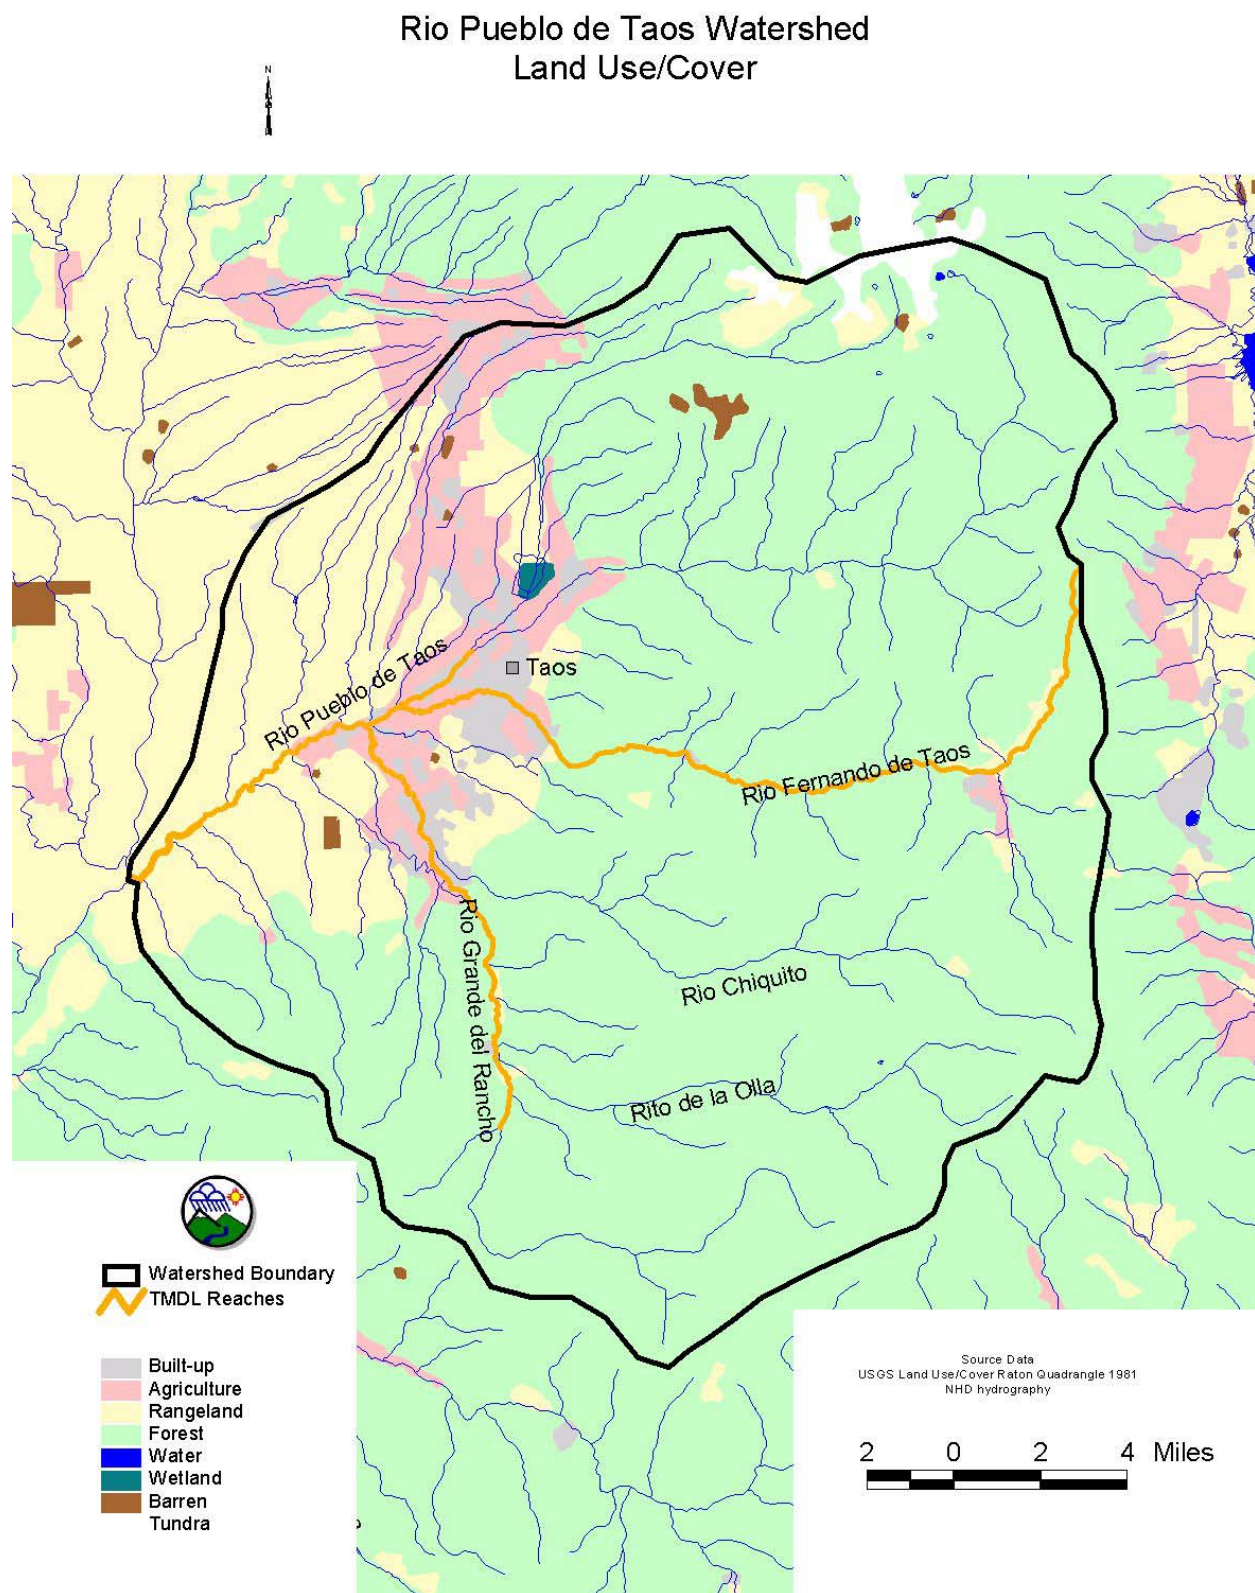 Rio Pueblo de Taos Watershed
Land Use/Cover
N
Taos
Rio Pueblo de Taos
Rio Fernando de Taos
Rio Grande del Rancho
Rio Chiquito
Rito de la Olla
Watershed Boundary
TMDL Reaches
Built-up
Agriculture
Rangeland
Forest
Water
Wetland
Barren
Tundra
Source Data
USGS Land Use/Cover Raton Quadrangle 1981
NHD hydrography
2 0 2 4 Miles